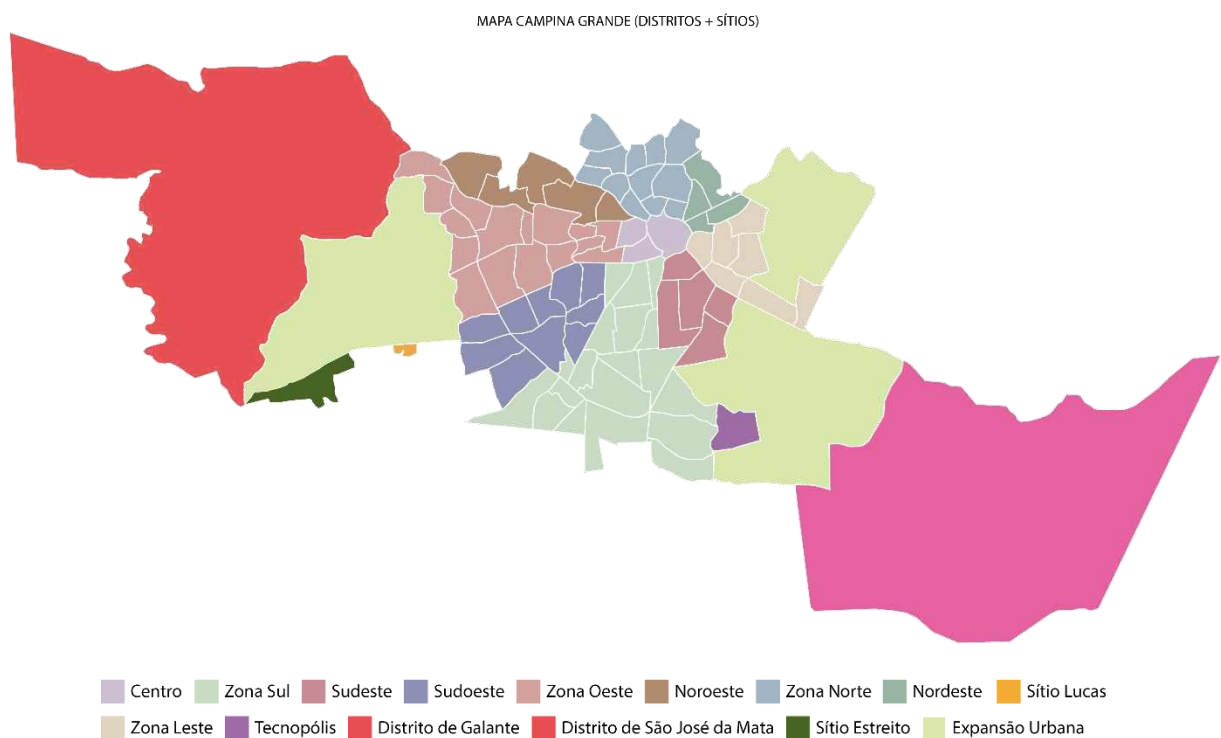 MAPA CAMPINA GRANDE (DISTRITOS + SÍTIOS)
Centro Zona Sul Sudeste Sudoeste Zona Oeste Noroeste Zona Norte Nordeste Sítio Lucas
Zona Leste Tecnopólis Distrito de Galante Distrito de São José da Mata Sítio Estreito Expansão Urbana